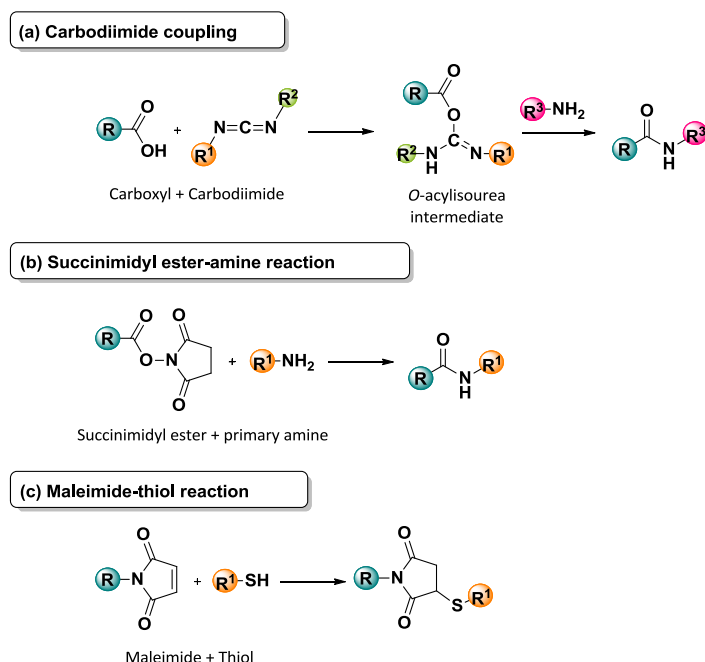 (a) Carbodiimide coupling
R
O
OH
+
R¹
N=C=N
R²
R
O
O
C
R²
N
H
N
R¹
R³
NH₂
R
O
N
H
R³
Carboxyl + Carbodiimide
O-acylisourea
intermediate
(b) Succinimidyl ester-amine reaction
R
O
O
N
O
O
+
R¹
NH₂
R
O
N
H
R¹
Succinimidyl ester + primary amine
(c) Maleimide-thiol reaction
R
N
O
O
+
R¹
SH
R
N
O
O
S
R¹
Maleimide + Thiol